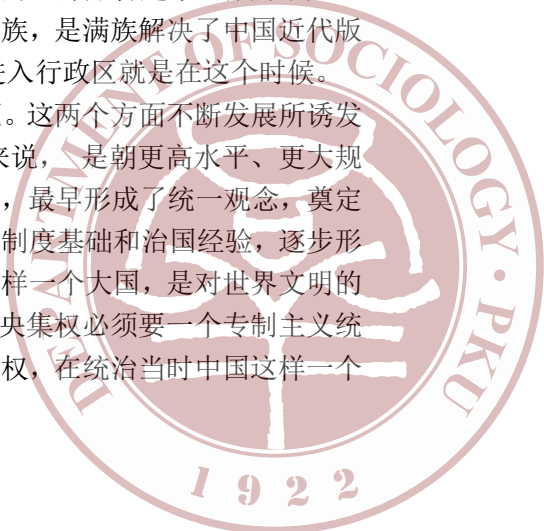 族，是满族解决了中国近代版
进入行政区就是在这个时候。
。这两个方面不断发展所诱发
来说， 是朝更高水平、更大规
，最早形成了统一观念，奠定
制度基础和治国经验，逐步形
样一个大国，是对世界文明的
央集权必须要一个专制主义统
权，在统治当时中国这样一个
DEPARTMENT OF SOCIOLOGY · PKU
1922